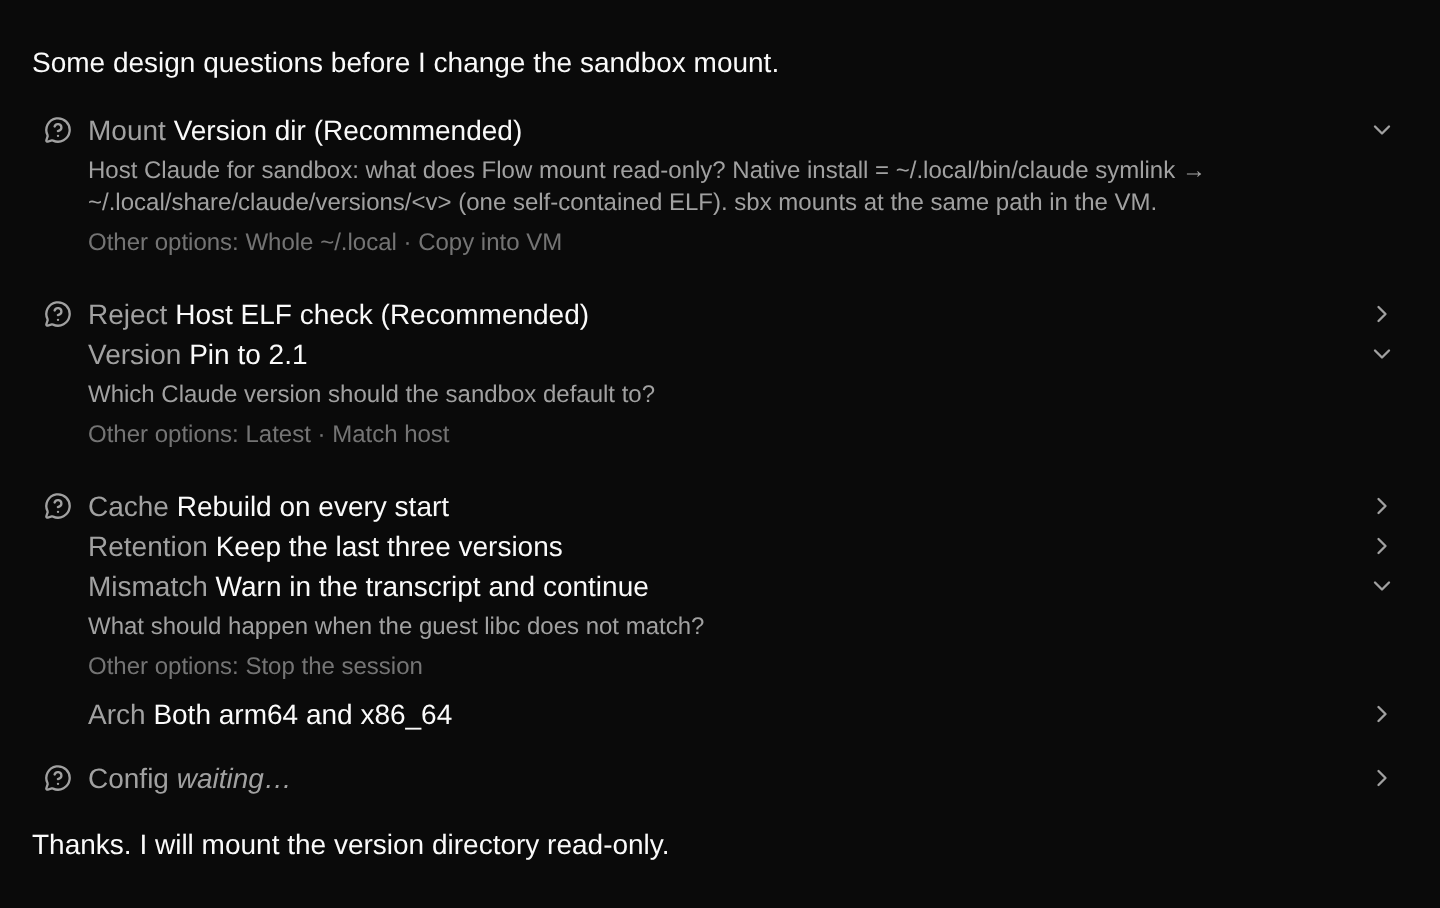 Some design questions before I change the sandbox mount.
Mount Version dir (Recommended)
Host Claude for sandbox: what does Flow mount read-only? Native install = ~/.local/bin/claude symlink →
~/.local/share/claude/versions/<v> (one self-contained ELF). sbx mounts at the same path in the VM.
Other options: Whole ~/.local · Copy into VM
Reject Host ELF check (Recommended)
Version Pin to 2.1
Which Claude version should the sandbox default to?
Other options: Latest · Match host
Cache Rebuild on every start
Retention Keep the last three versions
Mismatch Warn in the transcript and continue
What should happen when the guest libc does not match?
Other options: Stop the session
Arch Both arm64 and x86_64
Config waiting…
Thanks. I will mount the version directory read-only.